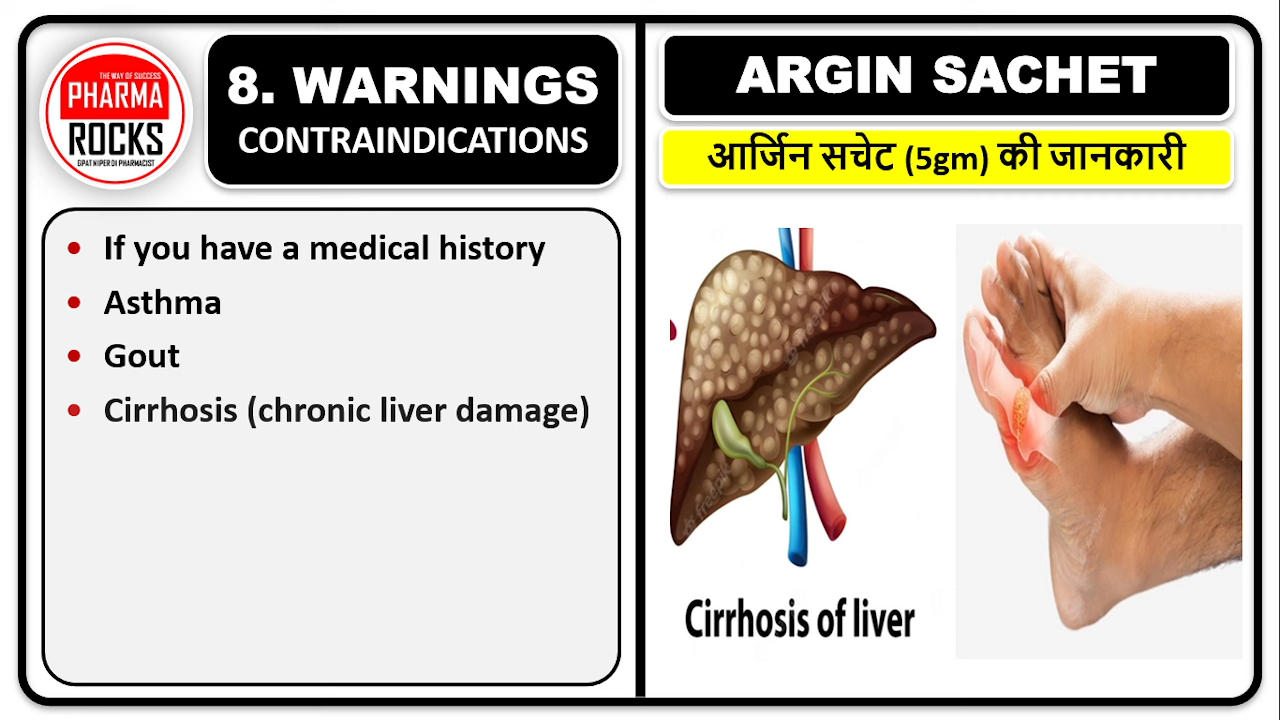 THE WAY OF SUCCESS
PHARMA
ROCKS
GPAT NIPER DI PHARMACIST
8. WARNINGS
CONTRAINDICATIONS
• If you have a medical history
• Asthma
• Gout
• Cirrhosis (chronic liver damage)
ARGIN SACHET
आर्जिन सचेट (5gm) की जानकारी
Cirrhosis of liver